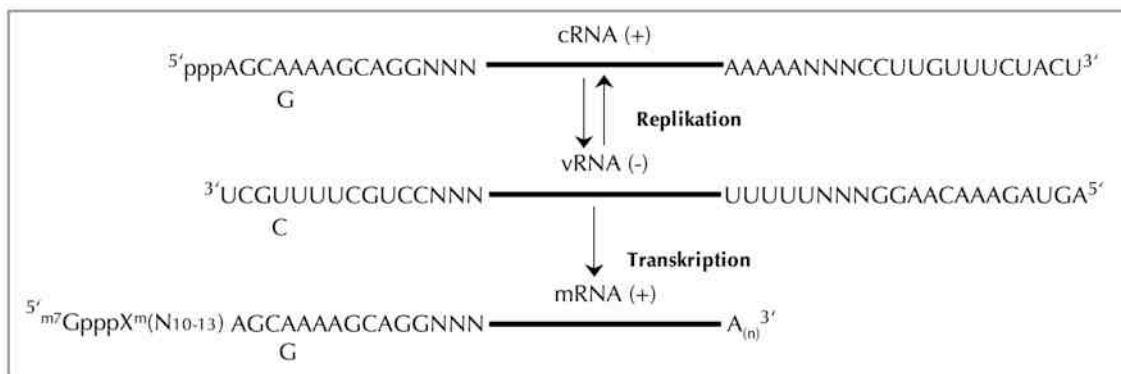 cRNA (+)
5‘pppAGCAAAAGCAGGNNN AAAAANNNCCUUGUUUCUACU3‘
G
Replikation
vRNA (-)
3‘UCGUUUUCGUCCNNN UUUUUNNNGGAACAAAGAUGA5‘
C
Transkription
mRNA (+)
5‘m7GpppXm(N10-13) AGCAAAAGCAGGNNN A(n)3‘
G